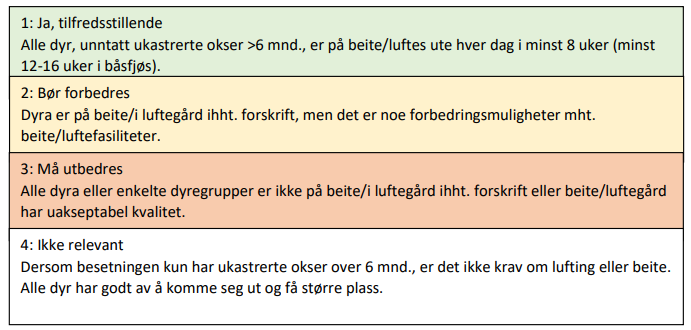 1: Ja, tilfredsstillende
Alle dyr, unntatt ukastrerte okser >6 mnd., er på beite/luftes ute hver dag i minst 8 uker (minst
12-16 uker i båsfjøs).
2: Bør forbedres
Dyra er på beite/i luftegård ihht. forskrift, men det er noe forbedringsmuligheter mht.
beite/luftefasiliteter.
3: Må utbedres
Alle dyra eller enkelte dyregrupper er ikke på beite/i luftegård ihht. forskrift eller beite/luftegård
har uakseptabel kvalitet.
4: Ikke relevant
Dersom besetningen kun har ukastrerte okser over 6 mnd., er det ikke krav om lufting eller beite.
Alle dyr har godt av å komme seg ut og få større plass.